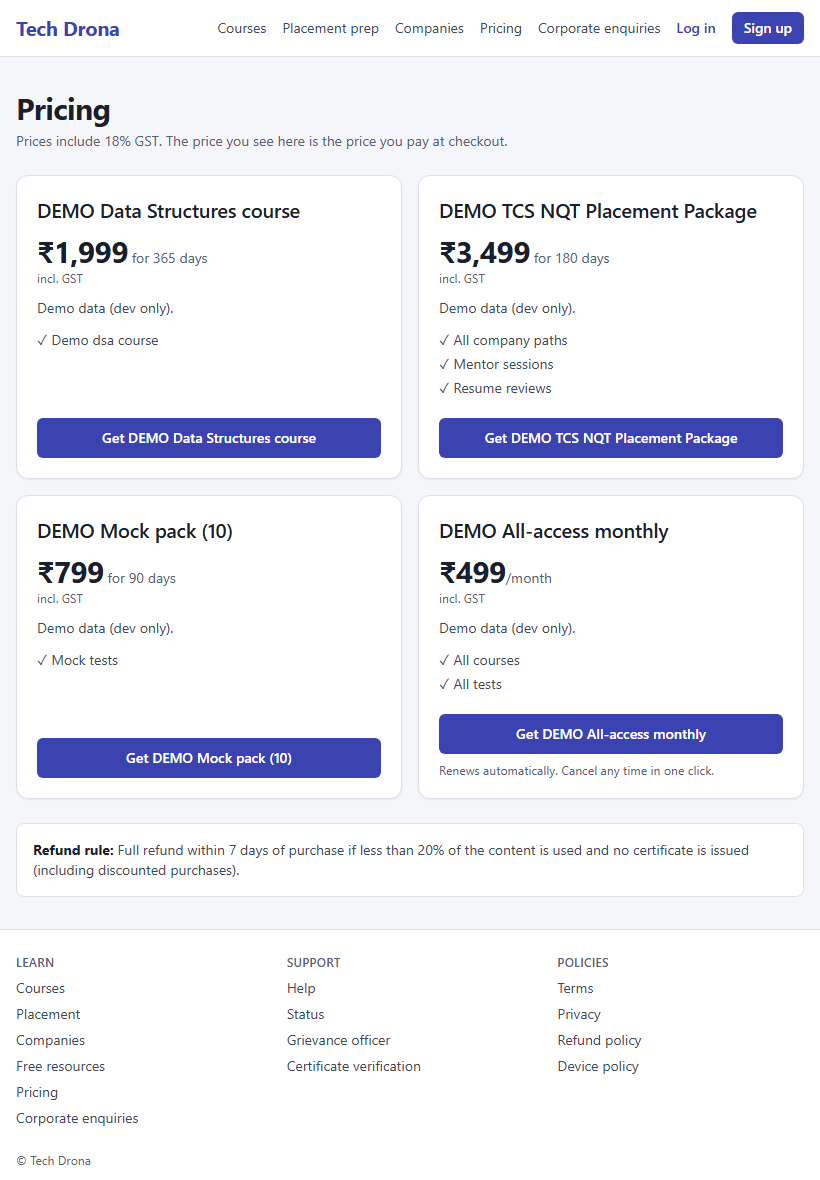 Tech Drona
Courses
Placement prep
Companies
Pricing
Corporate enquiries
Log in
Sign up
Pricing
Prices include 18% GST. The price you see here is the price you pay at checkout.
DEMO Data Structures course
₹1,999 for 365 days
incl. GST
Demo data (dev only).
✓ Demo dsa course
Get DEMO Data Structures course
DEMO TCS NQT Placement Package
₹3,499 for 180 days
incl. GST
Demo data (dev only).
✓ All company paths
✓ Mentor sessions
✓ Resume reviews
Get DEMO TCS NQT Placement Package
DEMO Mock pack (10)
₹799 for 90 days
incl. GST
Demo data (dev only).
✓ Mock tests
Get DEMO Mock pack (10)
DEMO All-access monthly
₹499/month
incl. GST
Demo data (dev only).
✓ All courses
✓ All tests
Get DEMO All-access monthly
Renews automatically. Cancel any time in one click.
Refund rule: Full refund within 7 days of purchase if less than 20% of the content is used and no certificate is issued
(including discounted purchases).
LEARN
Courses
Placement
Companies
Free resources
Pricing
Corporate enquiries
SUPPORT
Help
Status
Grievance officer
Certificate verification
POLICIES
Terms
Privacy
Refund policy
Device policy
© Tech Drona